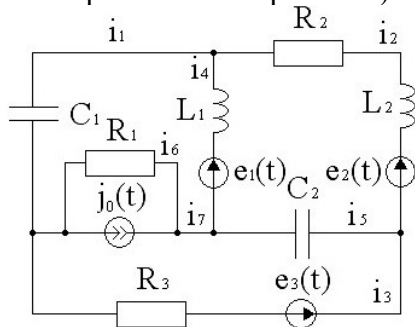 i₁
R₂
i₂
i₄
C₁
L₁
L₂
R₁
i₆
j₀(t)
i₇
e₁(t)
C₂
e₂(t)
i₅
R₃
e₃(t)
i₃